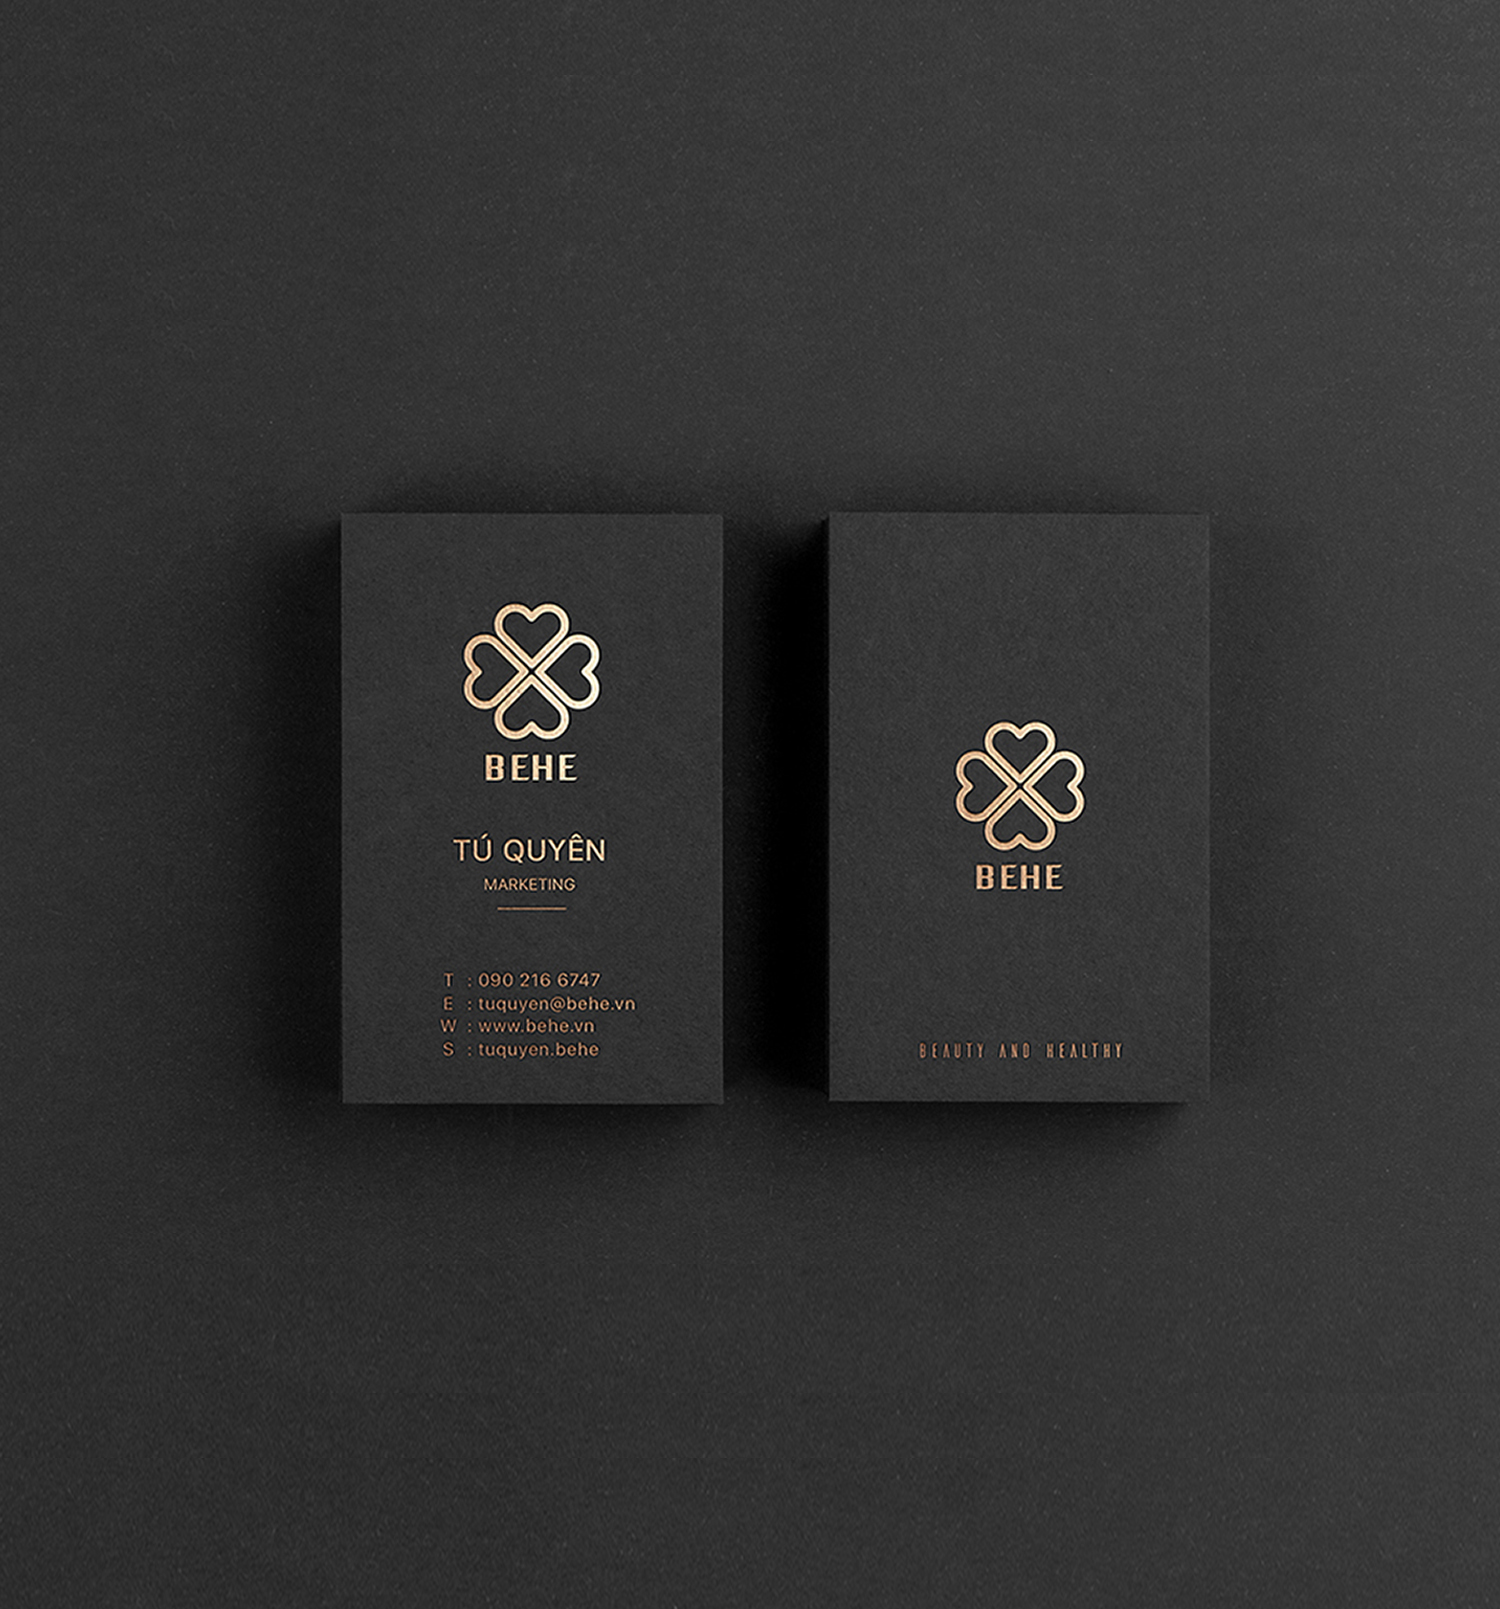 BEHE
TÚ QUYÊN
MARKETING
T : 090 216 6747
E : tuquyen@behe.vn
W : www.behe.vn
S : tuquyen.behe
BEHE
BEAUTY AND HEALTHY